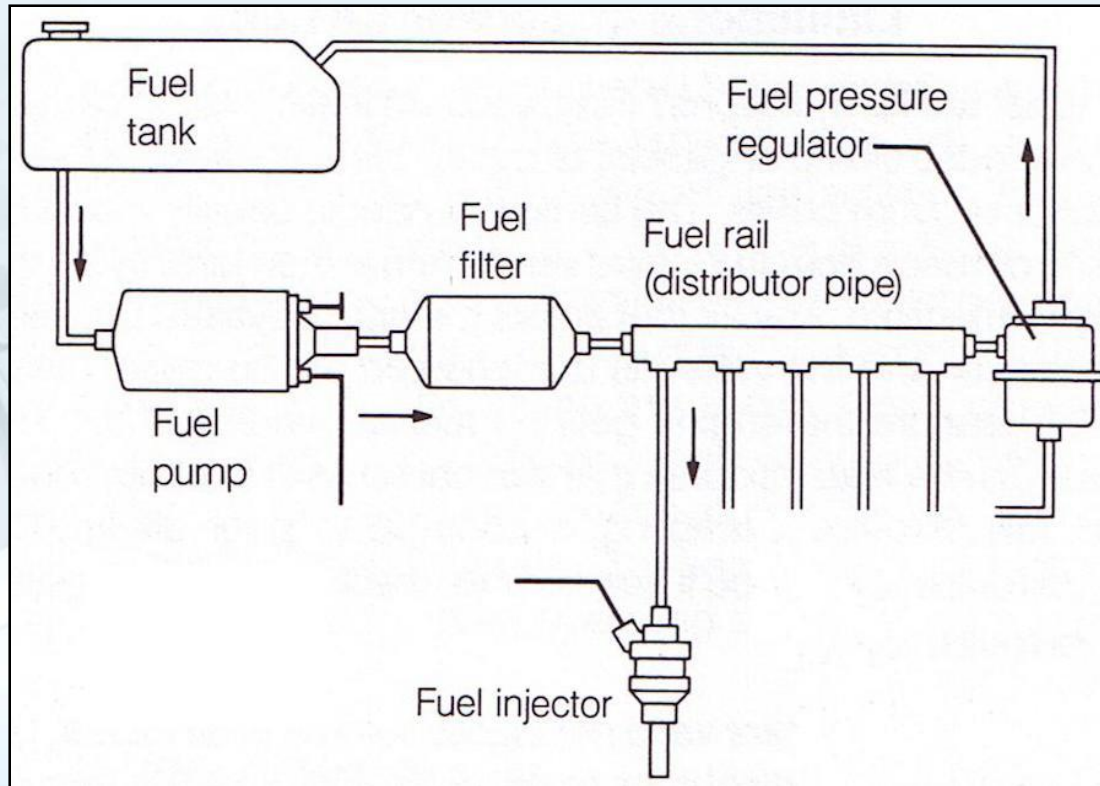 Fuel
tank
Fuel pressure
regulator
Fuel
filter
Fuel rail
(distributor pipe)
Fuel
pump
Fuel injector